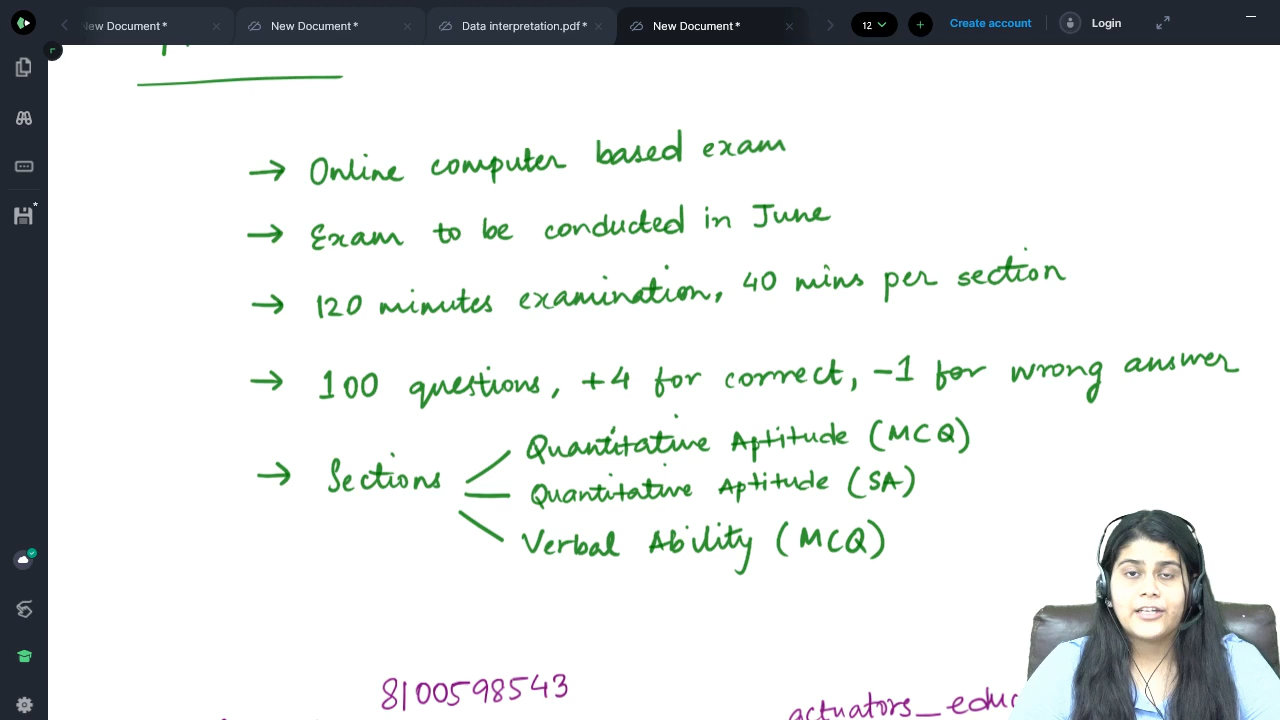 New Document*
New Document*
Data interpretation.pdf*
New Document*
12
Create account
Login
→ Online computer based exam
→ Exam to be conducted in June
→ 120 minutes examination, 40 mins per section
→ 100 questions, +4 for correct, -1 for wrong answer
→ Sections
Quantitative Aptitude (MCQ)
Quantitative Aptitude (SA)
Verbal Ability (MCQ)
8100598543
actuators_educ